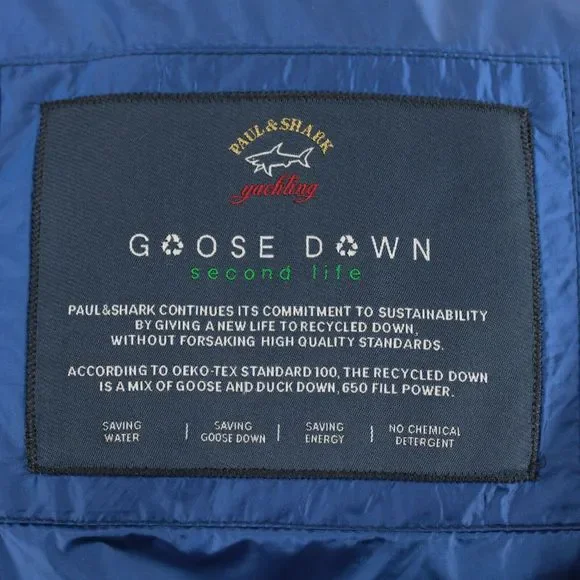 PAUL & SHARK
yachting
GOOSE DOWN
second life
PAUL&SHARK CONTINUES ITS COMMITMENT TO SUSTAINABILITY
BY GIVING A NEW LIFE TO RECYCLED DOWN,
WITHOUT FORSAKING HIGH QUALITY STANDARDS.
ACCORDING TO OEKO-TEX STANDARD 100, THE RECYCLED DOWN
IS A MIX OF GOOSE AND DUCK DOWN, 650 FILL POWER.
SAVING
WATER
SAVING
GOOSE DOWN
SAVING
ENERGY
NO CHEMICAL
DETERGENT